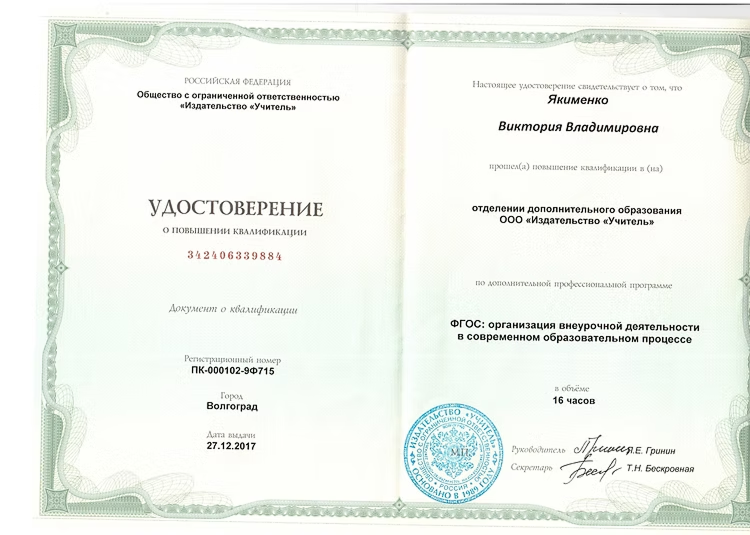 РОССИЙСКАЯ ФЕДЕРАЦИЯ
Общество с ограниченной ответственностью
«Издательство «Учитель»
УДОСТОВЕРЕНИЕ
О ПОВЫШЕНИИ КВАЛИФИКАЦИИ
342406339884
Документ о квалификации
Регистрационный номер
ПК-000102-9Ф715
Город
Волгоград
Дата выдачи
27.12.2017
Настоящее удостоверение свидетельствует о том, что
Якименко
Виктория Владимировна
прошел(а) повышение квалификации в (на)
отделении дополнительного образования
ООО «Издательство «Учитель»
по дополнительной профессиональной программе
ФГОС: организация внеурочной деятельности
в современном образовательном процессе
в объёме
16 часов
ИЗДАТЕЛЬСТВО «УЧИТЕЛЬ»
ОСНОВАНО В 1989 ГОДУ
ОБЩЕСТВО С ОГРАНИЧЕННОЙ ОТВЕТСТВЕННОСТЬЮ
РОССИЯ
М.П.
Руководитель Л.Е. Гринин
Секретарь Т.Н. Бескровная